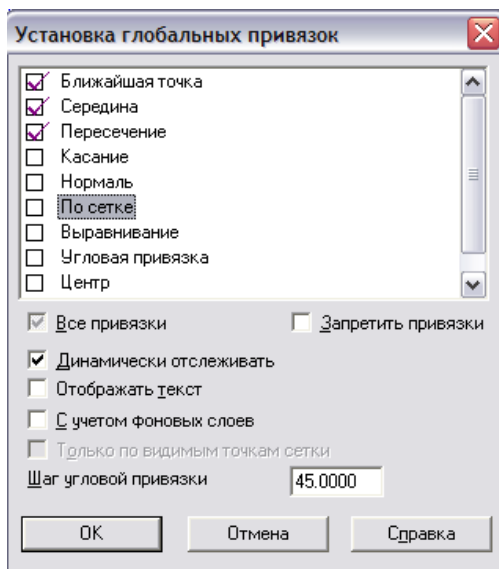 Установка глобальных привязок
Ближайшая точка
Середина
Пересечение
Касание
Нормаль
По сетке
Выравнивание
Угловая привязка
Центр
Все привязки Запретить привязки
Динамически отслеживать
Отображать текст
С учетом фоновых слоев
Только по видимым точкам сетки
Шаг угловой привязки 45.0000
OK Отмена Справка